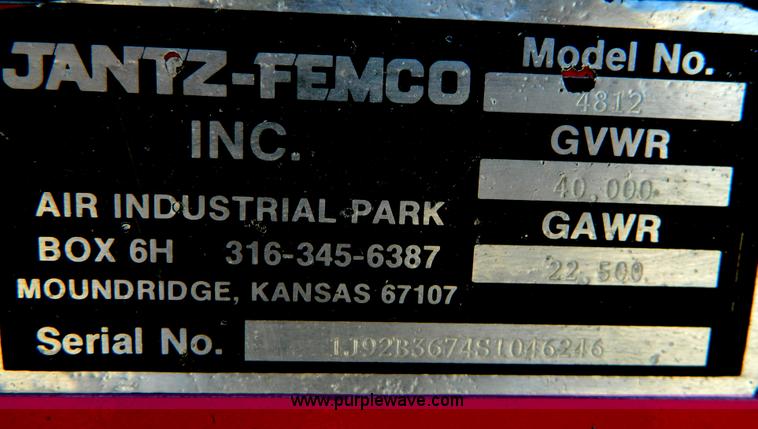 JANTZ-FEMCO
INC.
AIR INDUSTRIAL PARK
BOX 6H 316-345-6387
MOUNDRIDGE, KANSAS 67107
Model No.
4812
GVWR
40,000
GAWR
22,500
Serial No. 1J92B3674S1046246
www.purplewave.com